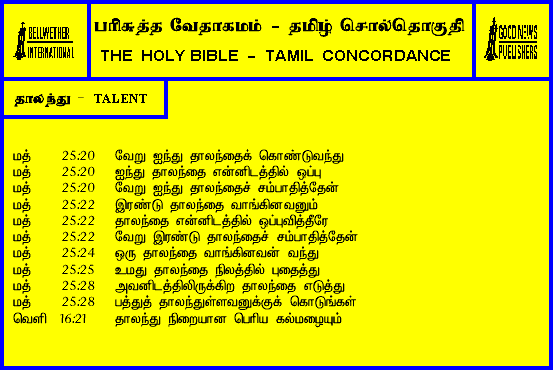 BELLWETHER
INTERNATIONAL
பரிசுத்த வேதாகமம் - தமிழ் சொல்தொகுதி
THE HOLY BIBLE - TAMIL CONCORDANCE
GOOD NEWS
PUBLISHERS
தாலந்து - TALENT
மத் 25:20 வேறு ஐந்து தாலந்தைக் கொண்டுவந்து
மத் 25:20 ஐந்து தாலந்தை என்னிடத்தில் ஒப்பு
மத் 25:20 வேறு ஐந்து தாலந்தைச் சம்பாதித்தேன்
மத் 25:22 இரண்டு தாலந்தை வாங்கினவனும்
மத் 25:22 தாலந்தை என்னிடத்தில் ஒப்புவித்தீரே
மத் 25:22 வேறு இரண்டு தாலந்தைச் சம்பாதித்தேன்
மத் 25:24 ஒரு தாலந்தை வாங்கினவன் வந்து
மத் 25:25 உமது தாலந்தை நிலத்தில் புதைத்து
மத் 25:28 அவனிடத்திலிருக்கிற தாலந்தை எடுத்து
மத் 25:28 பத்துத் தாலந்துள்ளவனுக்குக் கொடுங்கள்
வெளி 16:21 தாலந்து நிறையான பெரிய கல்மழையும்